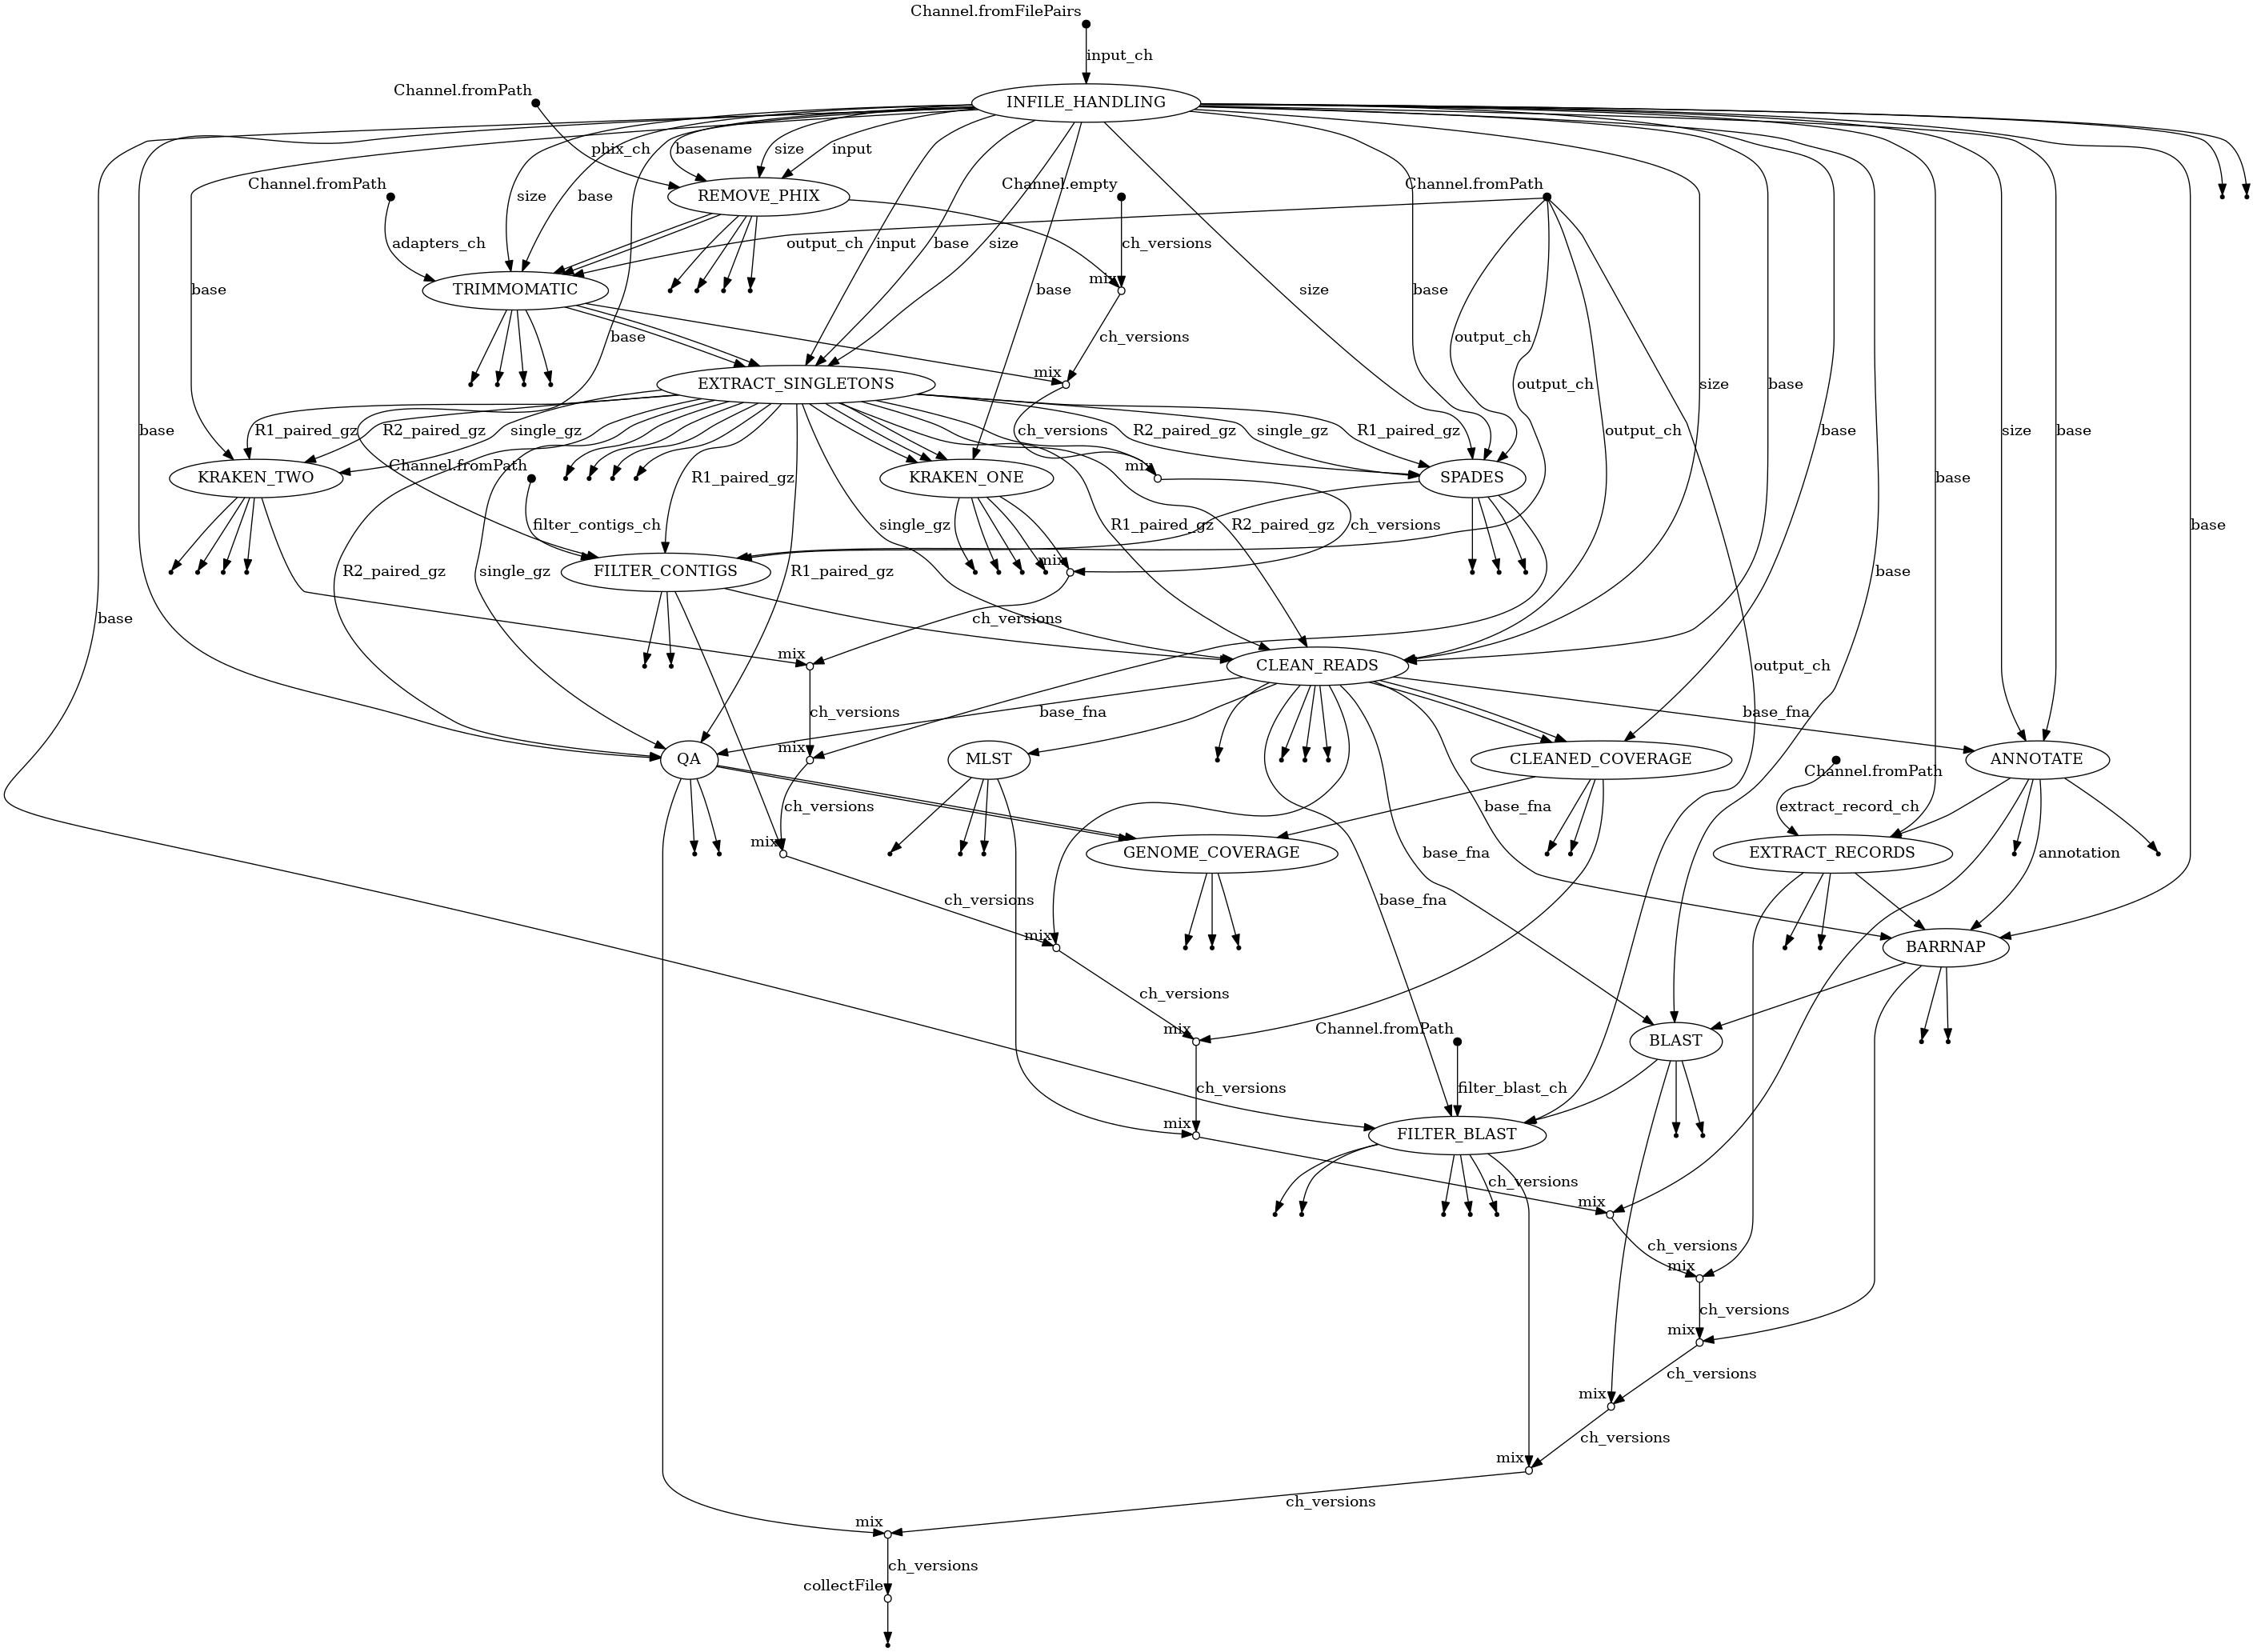 Channel.fromFilePairs
input_ch
Channel.fromPath
INFILE_HANDLING
phix_ch
basename
size
input
Channel.fromPath
REMOVE_PHIX
Channel.empty
Channel.fromPath
size
base
adapters_ch
output_ch
input
base
size
ch_versions
base
TRIMMOMATIC
base
mix
size
base
output_ch
base
ch_versions
output_ch
EXTRACT_SINGLETONS
mix
size
base
output_ch
base
R1_paired_gz
R2_paired_gz
single_gz
ch_versions
R2_paired_gz
single_gz
R1_paired_gz
base
size
base
KRAKEN_TWO
Channel.fromPath
R1_paired_gz
KRAKEN_ONE
mix
SPADES
base
filter_contigs_ch
single_gz
R1_paired_gz
R2_paired_gz
ch_versions
base
R2_paired_gz
single_gz
FILTER_CONTIGS
R1_paired_gz
mix
base
base
ch_versions
mix
CLEAN_READS
output_ch
ch_versions
base_fna
base_fna
QA
mix
MLST
CLEANED_COVERAGE
Channel.fromPath
ANNOTATE
ch_versions
base_fna
extract_record_ch
mix
GENOME_COVERAGE
base_fna
EXTRACT_RECORDS
annotation
ch_versions
base_fna
mix
BARRNAP
ch_versions
mix
Channel.fromPath
BLAST
ch_versions
filter_blast_ch
mix
FILTER_BLAST
ch_versions
mix
ch_versions
mix
ch_versions
mix
ch_versions
mix
ch_versions
mix
ch_versions
mix
ch_versions
collectFile